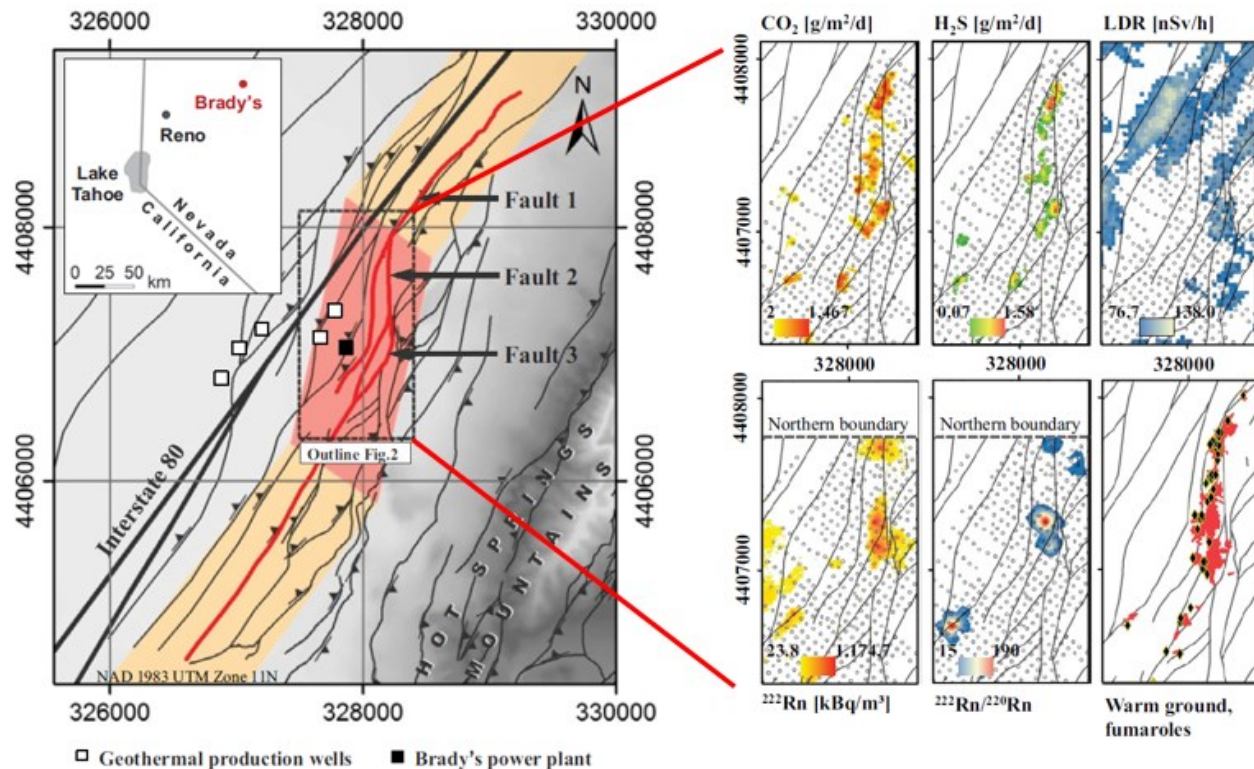 326000
328000
330000
Brady's
Reno
Lake
Tahoe
Nevada
California
0 25 50
km
N
Fault 1
4408000
4408000
Fault 2
Fault 3
Interstate 80
Outline Fig.2
4406000
4406000
HOT SPRINGS
MOUNTAINS
NAD 1983 UTM Zone 11N
326000
328000
330000
Geothermal production wells
Brady's power plant
CO₂ [g/m²/d]
H₂S [g/m²/d]
LDR [nSv/h]
4408000
4407000
2
1.467
0.07
1.58
76.7
138.0
328000
328000
328000
4408000
4407000
Northern boundary
Northern boundary
23.8
1.174.7
15
190
²²²Rn [kBq/m³]
²²²Rn/²²⁰Rn
Warm ground,
fumaroles